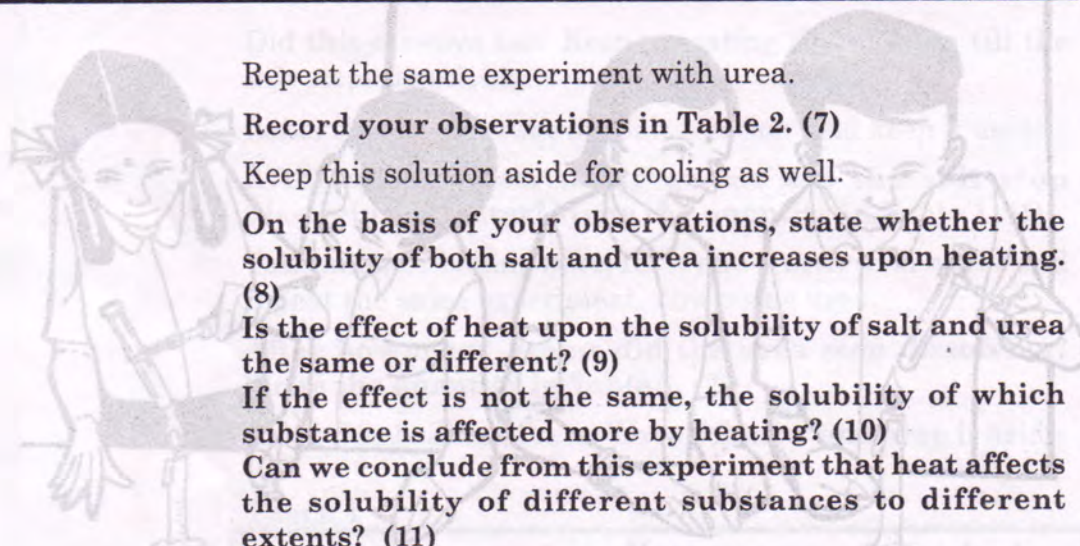 Repeat the same experiment with urea.
Record your observations in Table 2. (7)
Keep this solution aside for cooling as well.
On the basis of your observations, state whether the
solubility of both salt and urea increases upon heating.
(8)
Is the effect of heat upon the solubility of salt and urea
the same or different? (9)
If the effect is not the same, the solubility of which
substance is affected more by heating? (10)
Can we conclude from this experiment that heat affects
the solubility of different substances to different
extents? (11)